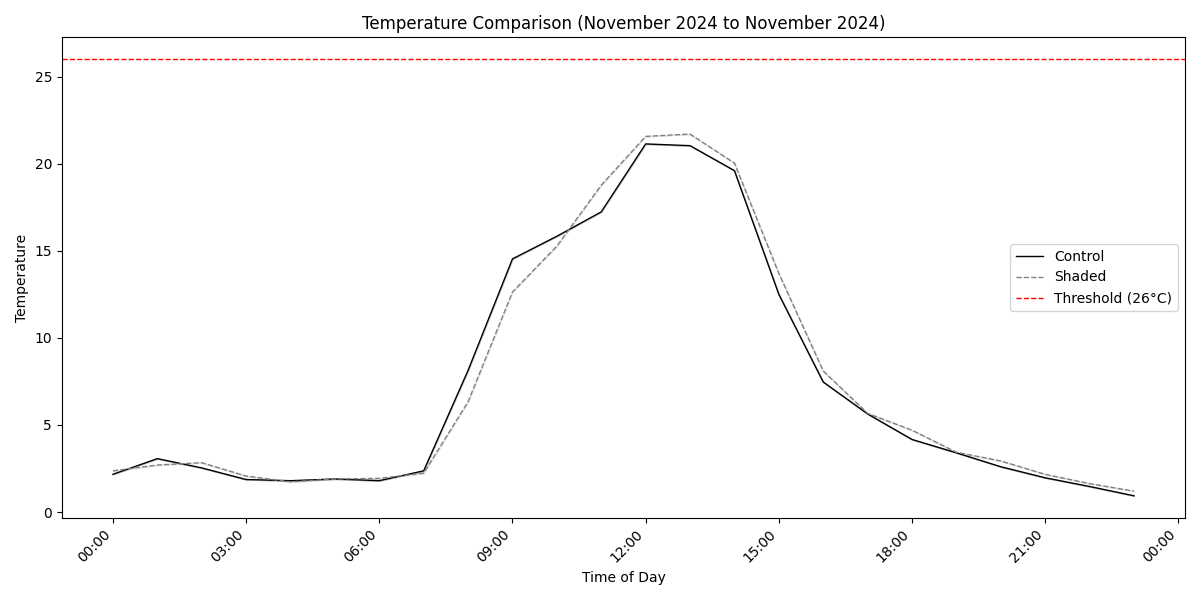 Temperature Comparison (November 2024 to November 2024)
Temperature
25
20
15
10
5
0
Control
Shaded
Threshold (26°C)
00:00
03:00
06:00
09:00
12:00
15:00
18:00
21:00
00:00
Time of Day